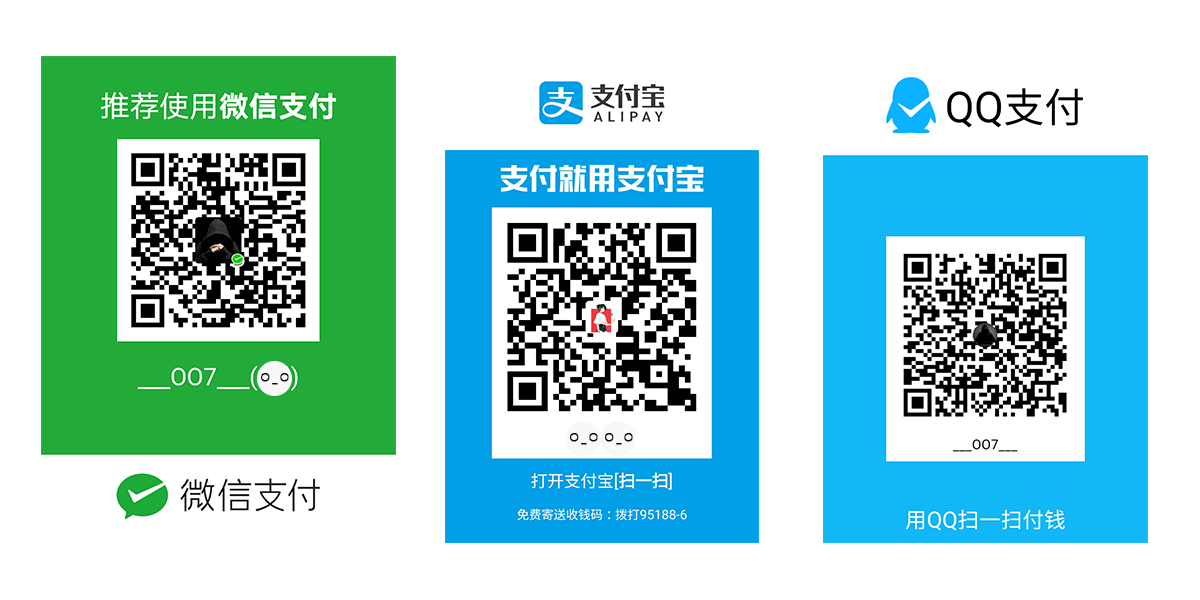 推荐使用微信支付
___007___(o_o)
微信支付
支付宝
ALIPAY
支付就用支付宝
o_o o_o
打开支付宝[扫一扫]
免费寄送收钱码：拨打95188-6
QQ支付
___007___
用QQ扫一扫付钱